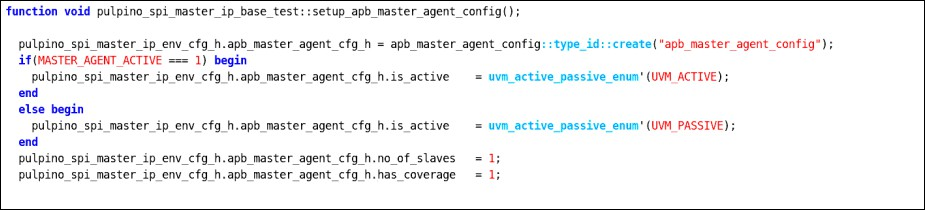 function void pulpino_spi_master_ip_base_test::setup_apb_master_agent_config();
pulpino_spi_master_ip_env_cfg_h.apb_master_agent_cfg_h = apb_master_agent_config::type_id::create("apb_master_agent_config");
if(MASTER_AGENT_ACTIVE === 1) begin
pulpino_spi_master_ip_env_cfg_h.apb_master_agent_cfg_h.is_active = uvm_active_passive_enum'(UVM_ACTIVE);
end
else begin
pulpino_spi_master_ip_env_cfg_h.apb_master_agent_cfg_h.is_active = uvm_active_passive_enum'(UVM_PASSIVE);
end
pulpino_spi_master_ip_env_cfg_h.apb_master_agent_cfg_h.no_of_slaves = 1;
pulpino_spi_master_ip_env_cfg_h.apb_master_agent_cfg_h.has_coverage = 1;